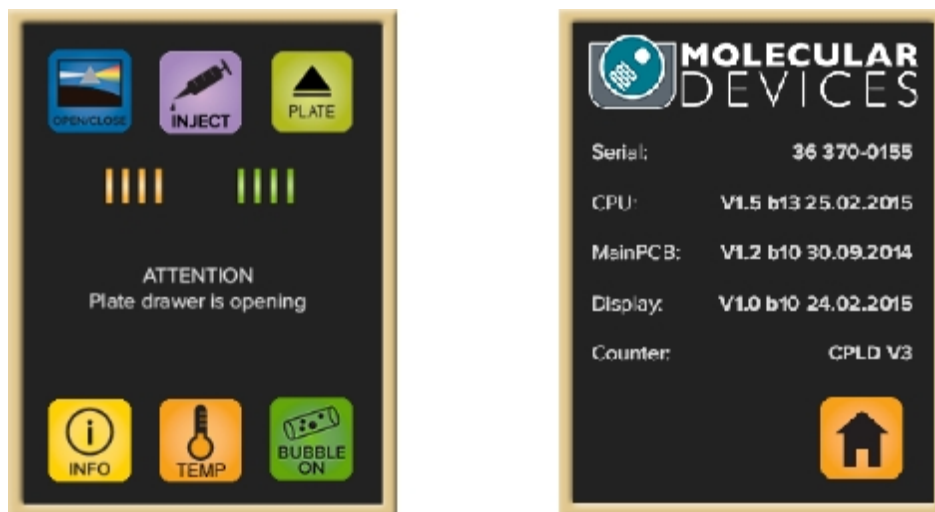 OPEN/CLOSE
INJECT
PLATE
ATTENTION
Plate drawer is opening
INFO
TEMP
BUBBLE
ON
MOLECULAR
DEVICES
Serial: 36 370-0155
CPU: V1.5 b13 25.02.2015
MainPCB: V1.2 b10 30.09.2014
Display: V1.0 b10 24.02.2015
Counter: CPLD V3